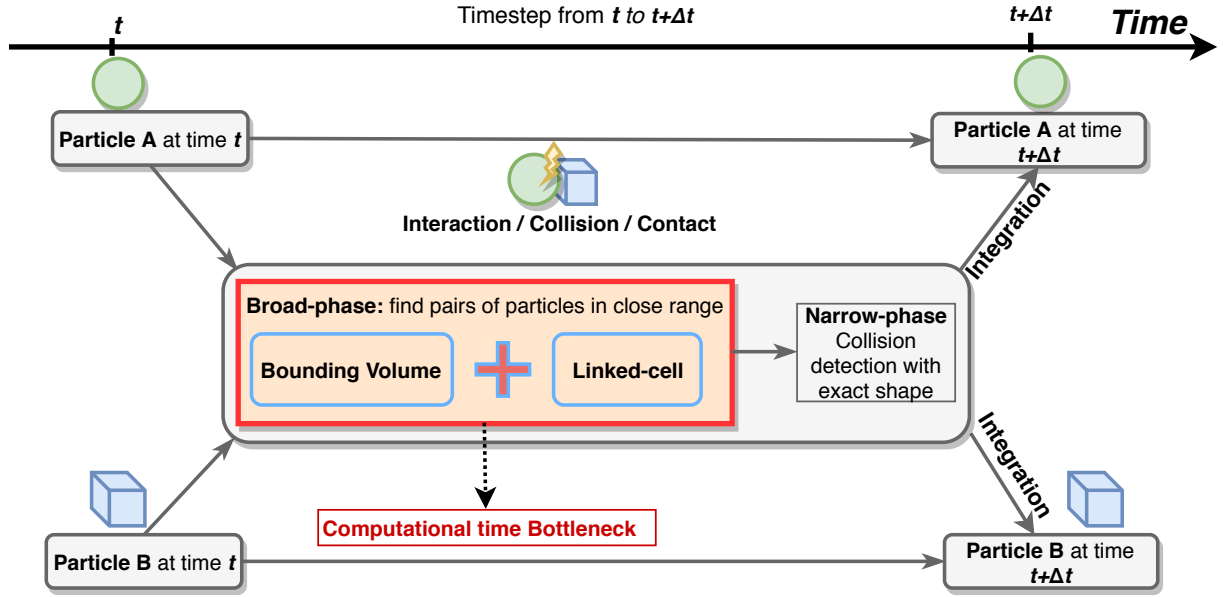 Timestep from t to t+Δt
t
t+Δt
Time
Particle A at time t
Particle A at time
t+Δt
Interaction / Collision / Contact
Integration
Broad-phase: find pairs of particles in close range
Bounding Volume
Linked-cell
Narrow-phase
Collision
detection with
exact shape
Integration
Computational time Bottleneck
Particle B at time t
Particle B at time
t+Δt